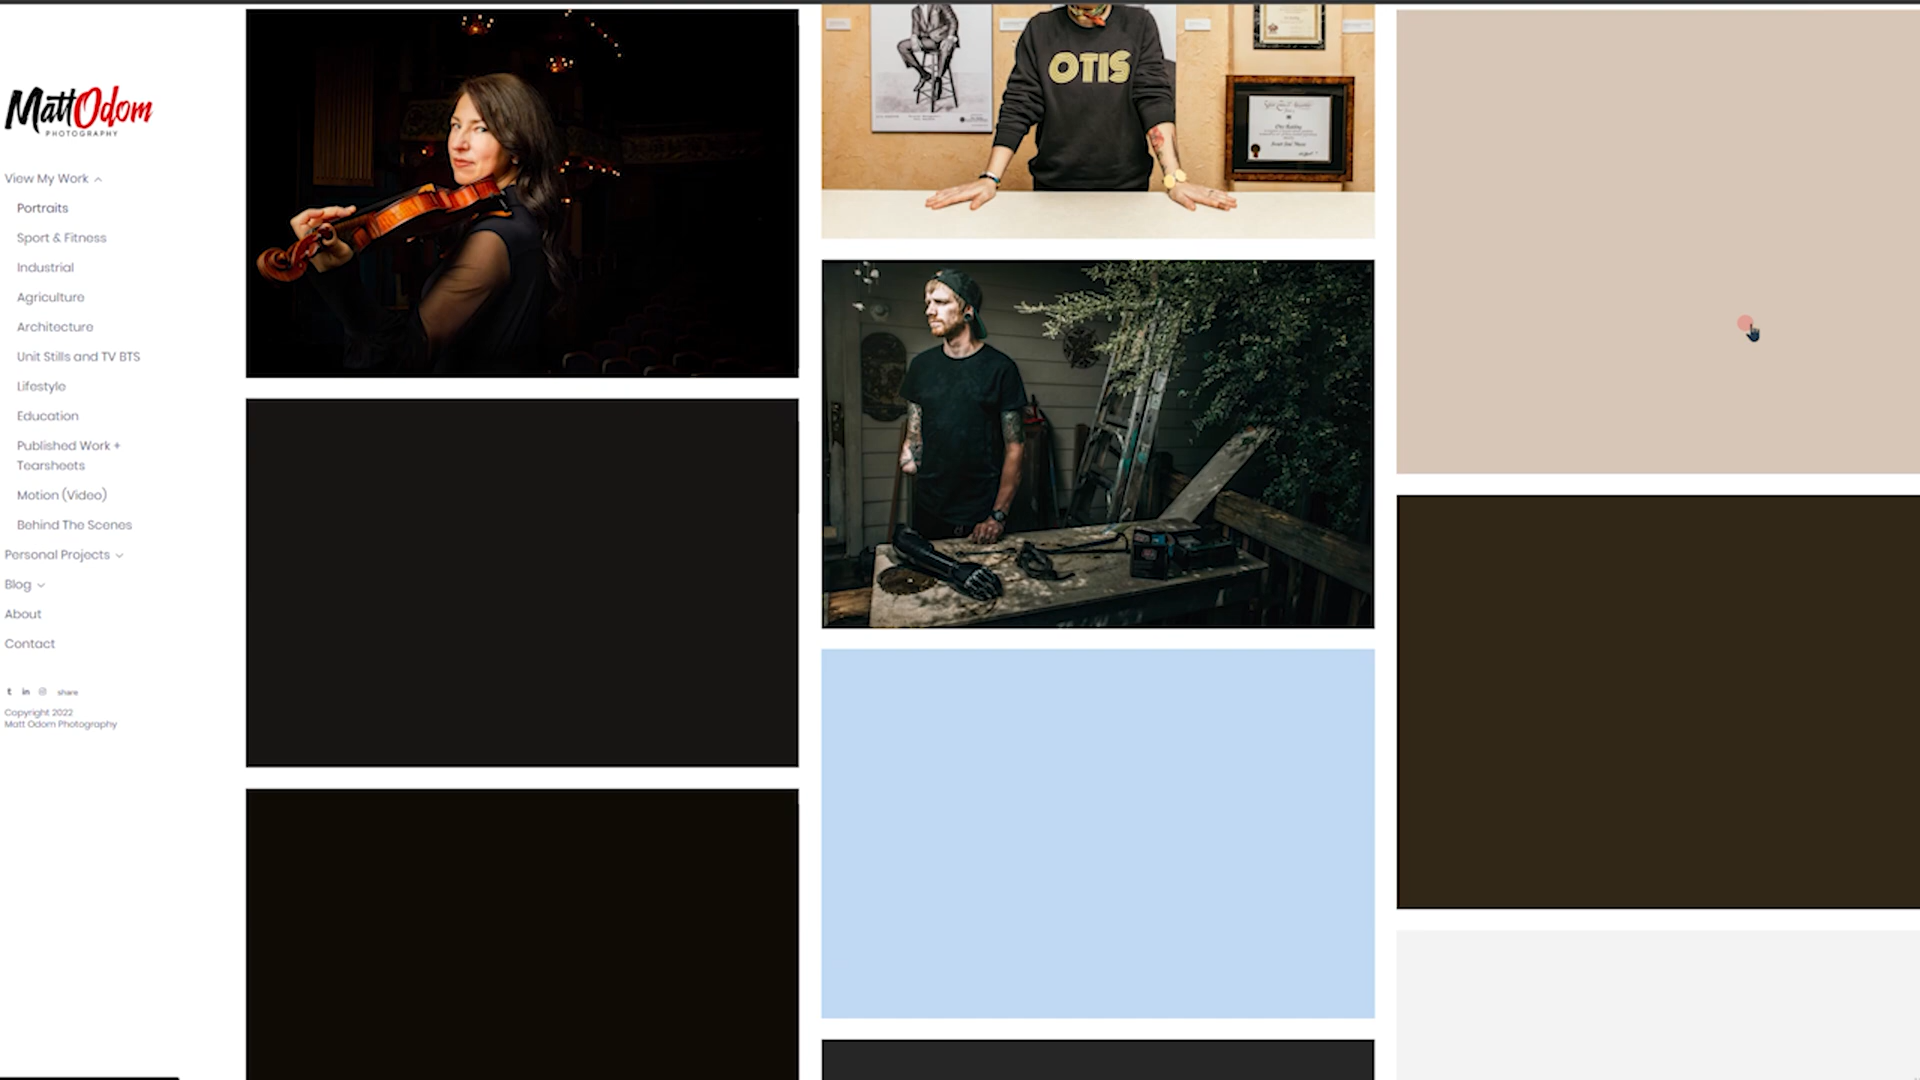 MattOdom
PHOTOGRAPHY
View My Work
Portraits
Sport & Fitness
Industrial
Agriculture
Architecture
Unit Stills and TV BTS
Lifestyle
Education
Published Work +
Tearsheets
Motion (Video)
Behind The Scenes
Personal Projects
Blog
About
Contact
share
Copyright 2022
Matt Odom Photography
OTIS